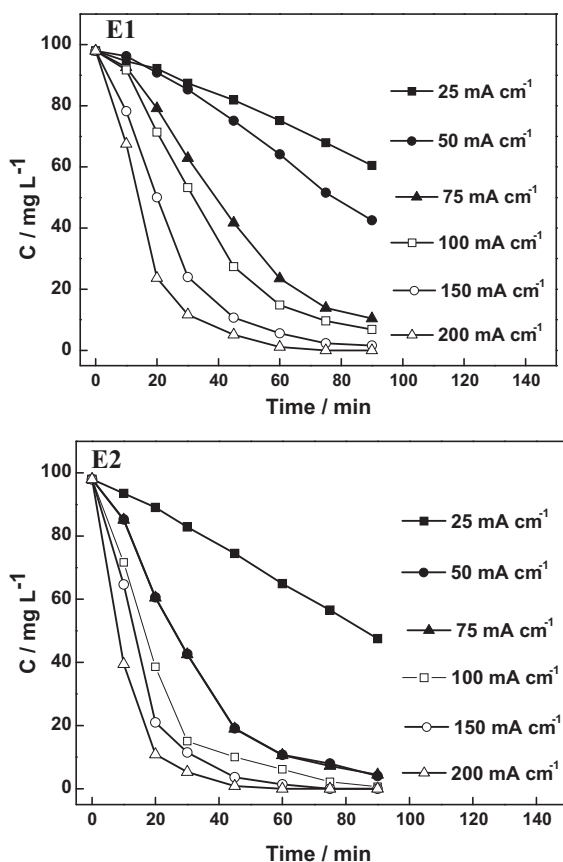 E1
100
80
60
40
20
0
C / mg L⁻¹
25 mA cm⁻¹
50 mA cm⁻¹
75 mA cm⁻¹
100 mA cm⁻¹
150 mA cm⁻¹
200 mA cm⁻¹
0 20 40 60 80 100 120 140
Time / min
E2
100
80
60
40
20
0
C / mg L⁻¹
25 mA cm⁻¹
50 mA cm⁻¹
75 mA cm⁻¹
100 mA cm⁻¹
150 mA cm⁻¹
200 mA cm⁻¹
0 20 40 60 80 100 120 140
Time / min